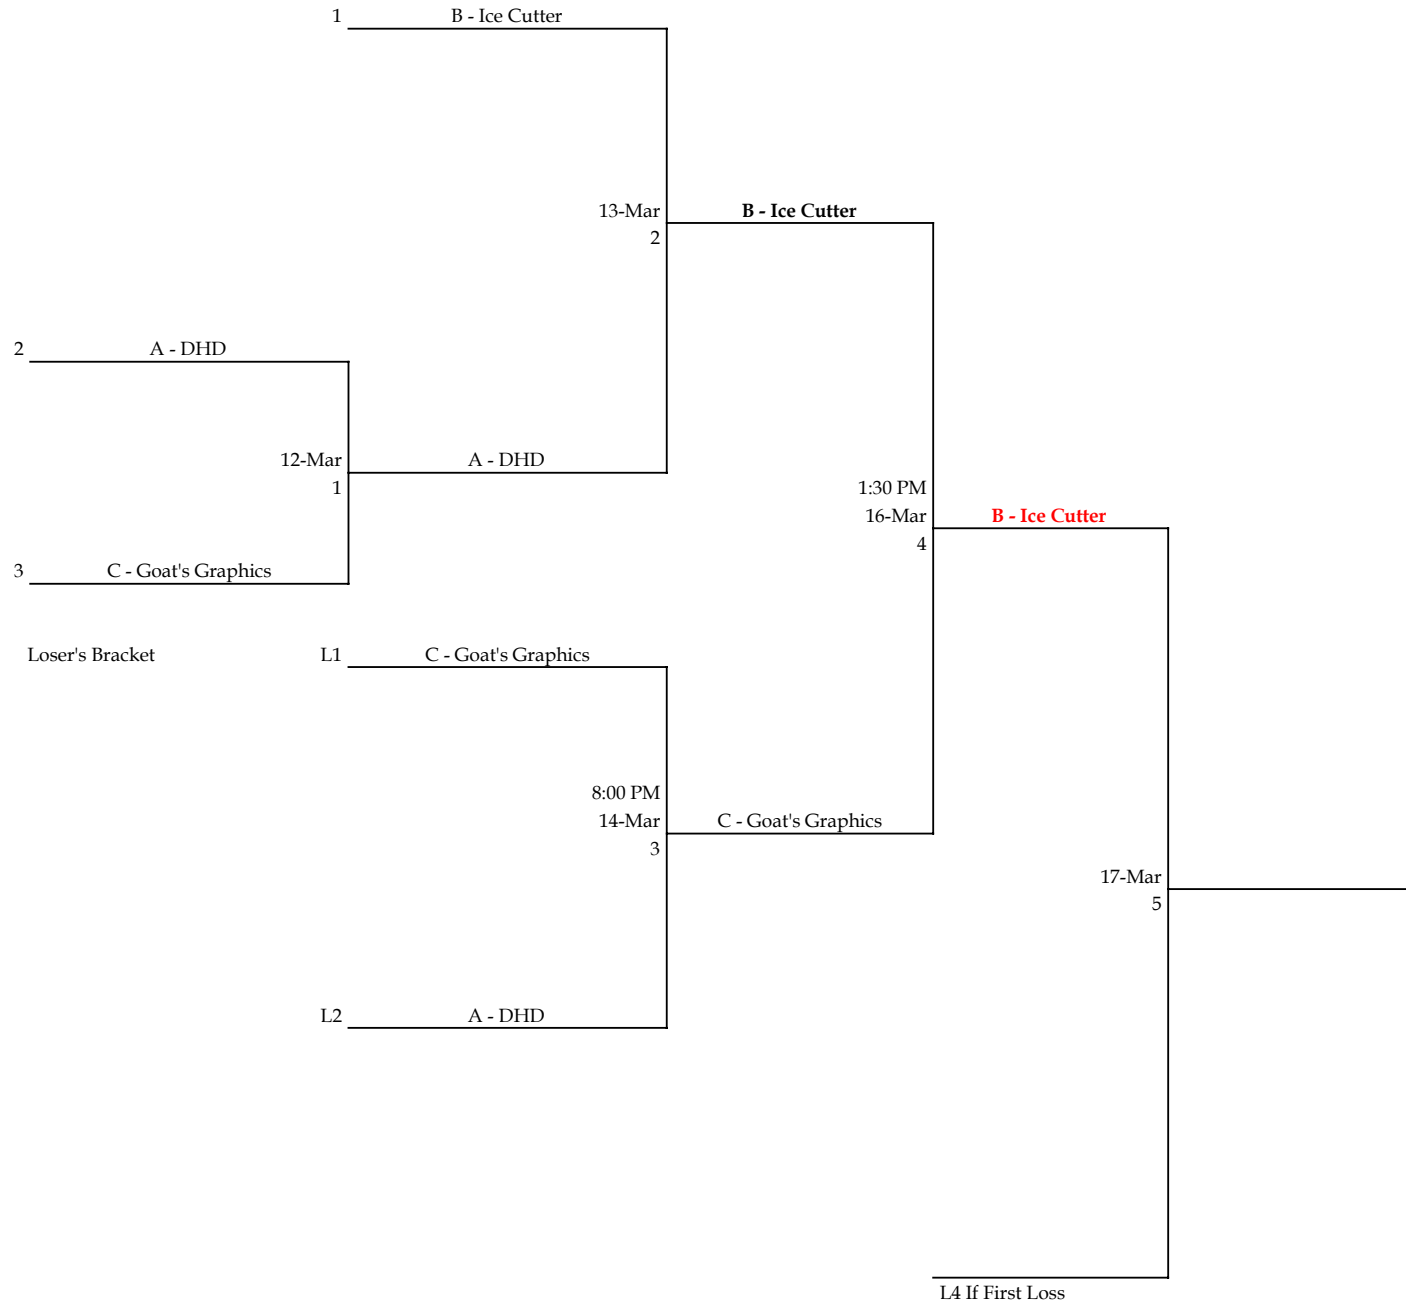 1 B - Ice Cutter
13-Mar B - Ice Cutter
2
2 A - DHD
12-Mar A - DHD
1
1:30 PM
16-Mar B - Ice Cutter
4
3 C - Goat's Graphics
Loser's Bracket L1 C - Goat's Graphics
8:00 PM
14-Mar C - Goat's Graphics
3
17-Mar
5
L2 A - DHD
L4 If First Loss